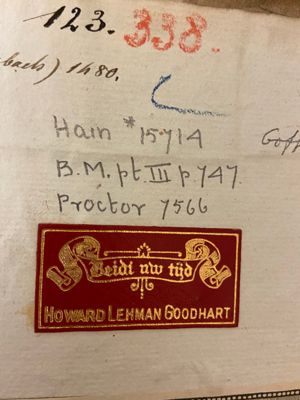 123. 338.
bach) 1480.
Hain # 15714
B.M. pt. III p. 747.
Proctor 7566
Beidt uw tijd
HOWARD LEHMAN GOODHART